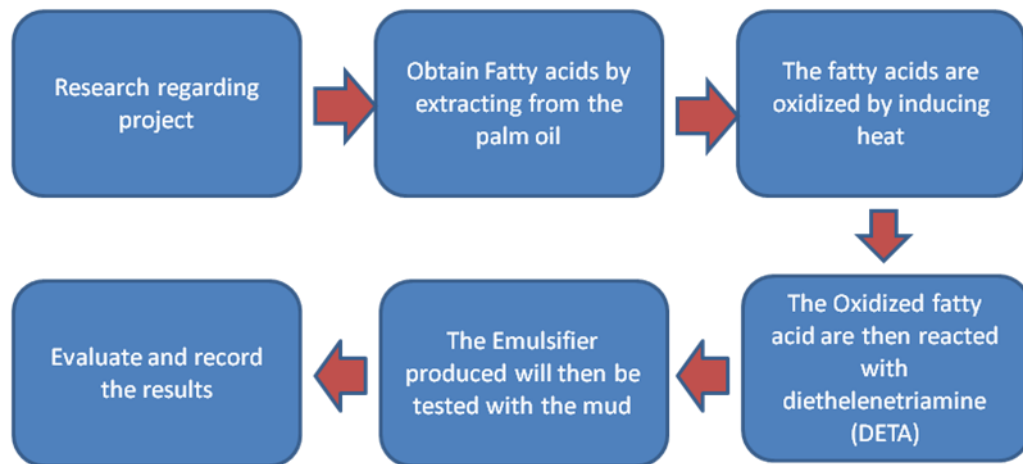 Research regarding
project
Obtain Fatty acids by
extracting from the
palm oil
The fatty acids are
oxidized by inducing
heat
The Oxidized fatty
acid are then reacted
with
diethelenetriamine
(DETA)
The Emulsifier
produced will then be
tested with the mud
Evaluate and record
the results